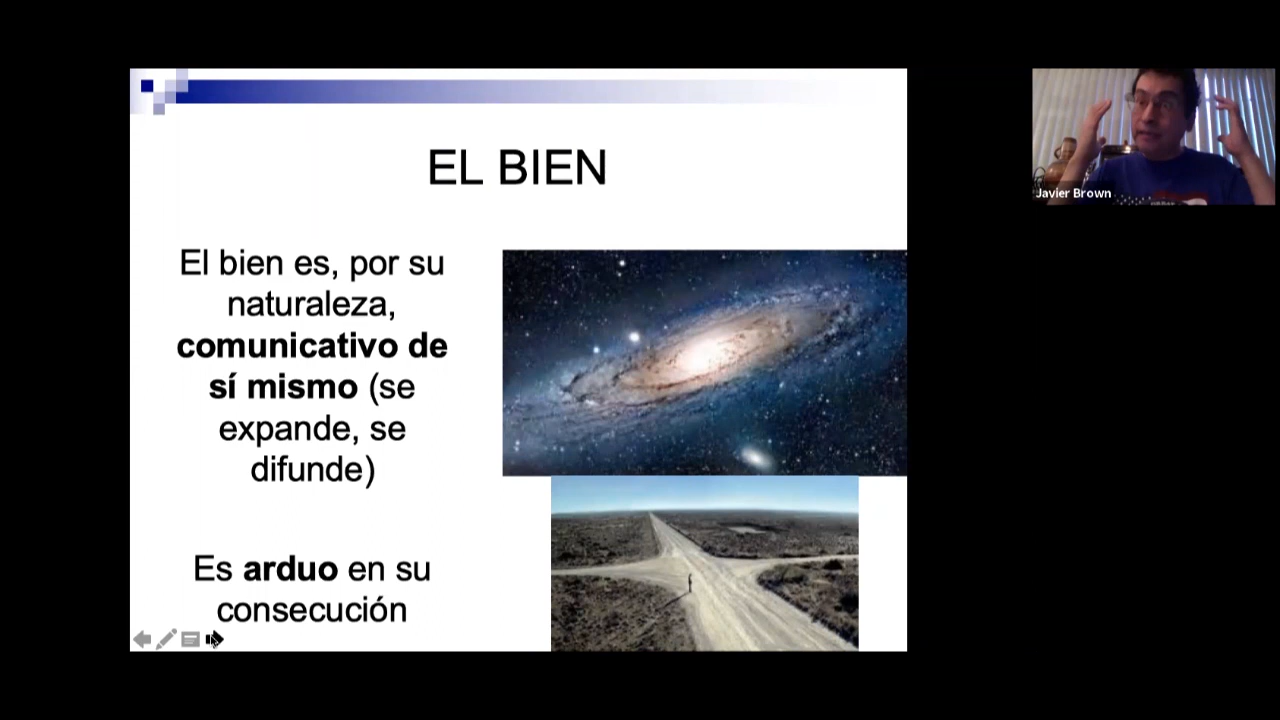 EL BIEN
El bien es, por su
naturaleza,
comunicativo de
sí mismo (se
expande, se
difunde)
Es arduo en su
consecución
Javier Brown